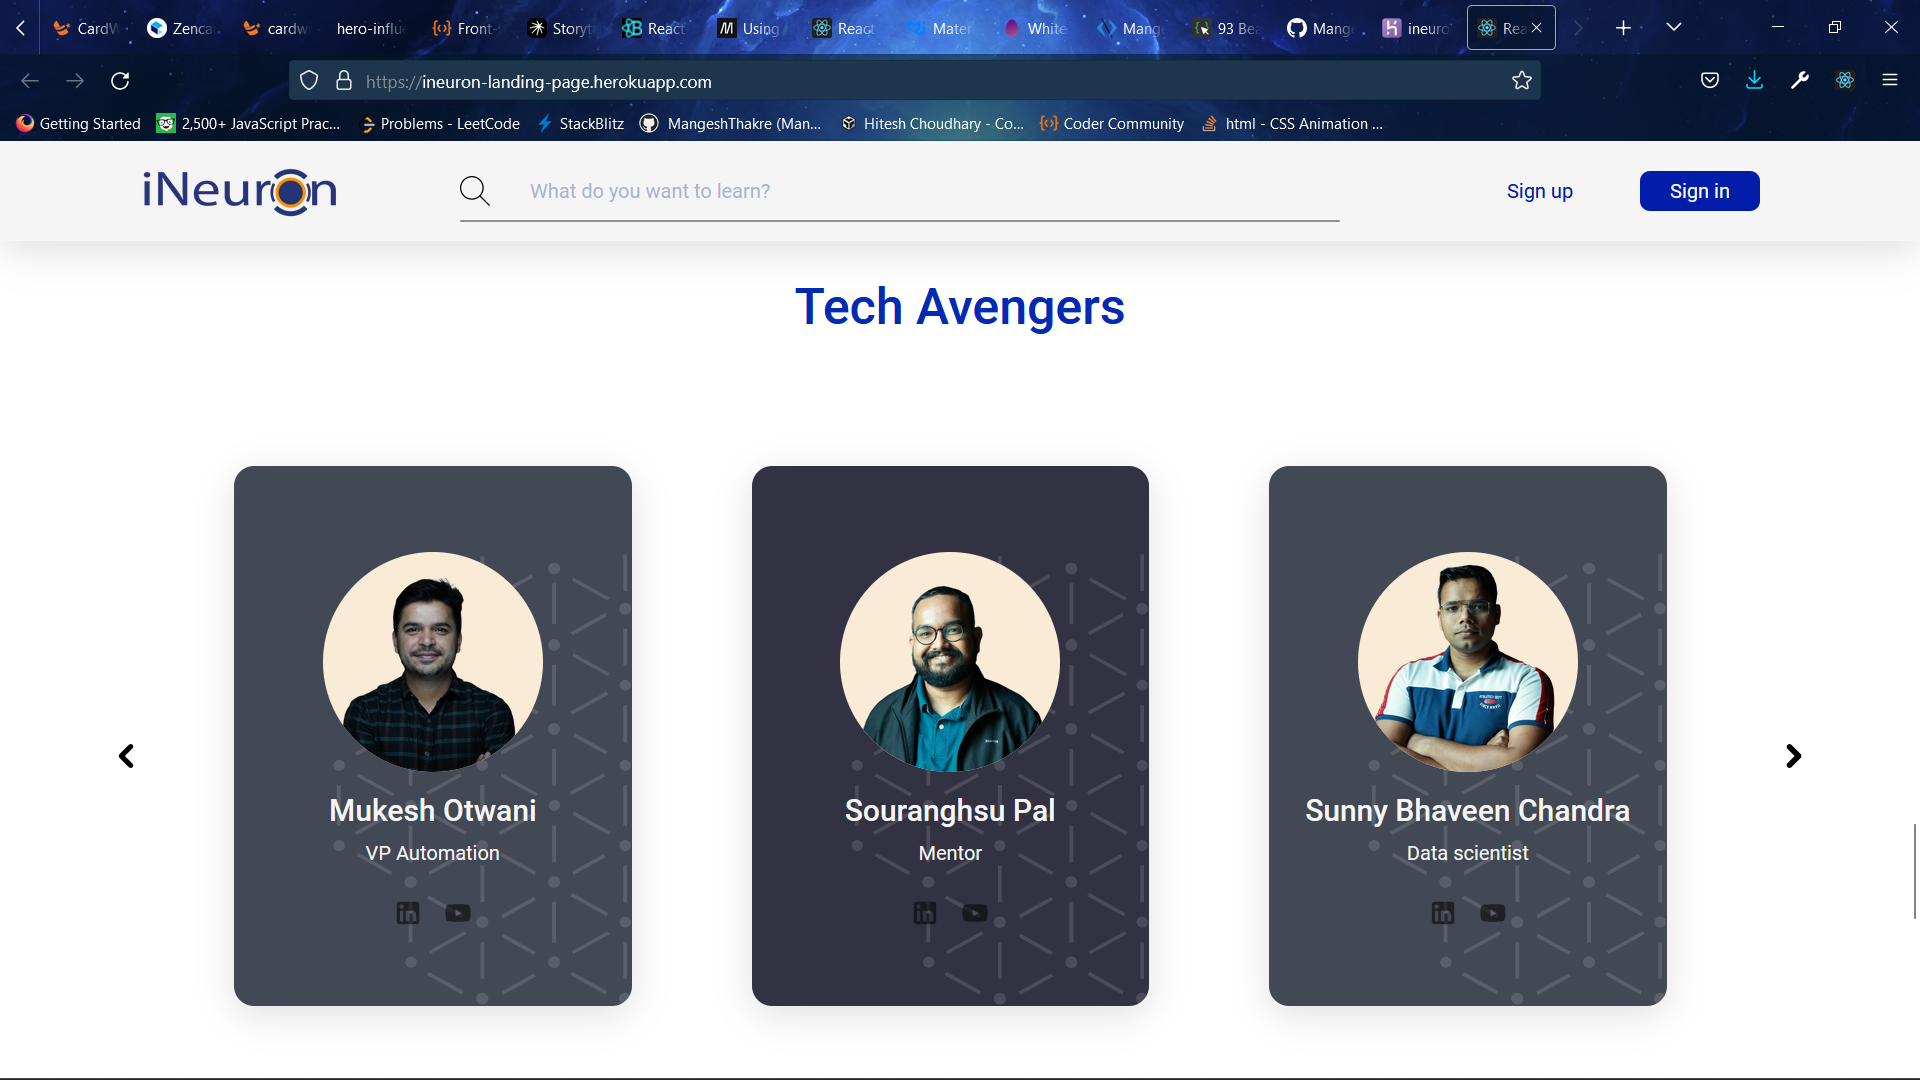 CardW
Zenca
cardw
hero-influ
Front-
Storyt
React
Using
React
Mater
White
Mang
93 Bea
Mang
ineuro
Rea
https://ineuron-landing-page.herokuapp.com
Getting Started
2,500+ JavaScript Prac...
Problems - LeetCode
StackBlitz
MangeshThakre (Man...
Hitesh Choudhary - Co...
Coder Community
html - CSS Animation ...
iNeuron
What do you want to learn?
Sign up
Sign in
Tech Avengers
Mukesh Otwani
VP Automation
Souranghsu Pal
Mentor
Sunny Bhaveen Chandra
Data scientist